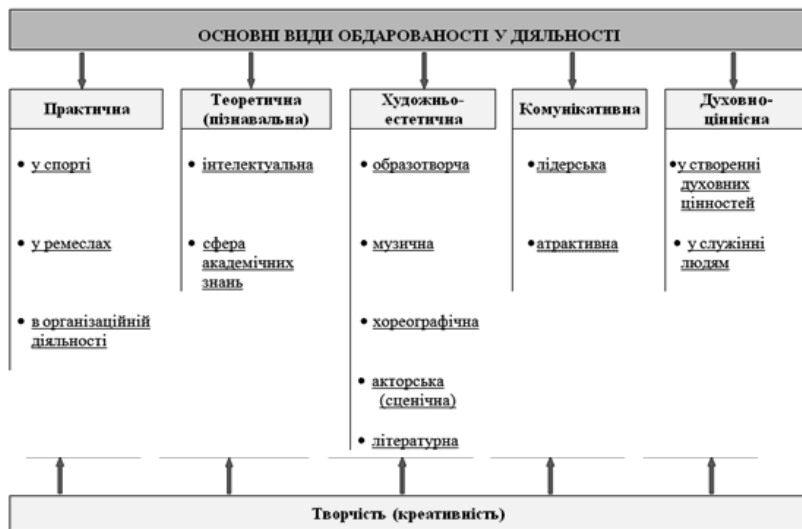 ОСНОВНІ ВИДИ ОБДАРОВАНОСТІ У ДІЯЛЬНОСТІ
Практична
• у спорті
• у ремеслах
• в організаційній
діяльності
Теоретична
(пізнавальна)
• інтелектуальна
• сфера
академічних
знань
Художньо-
естетична
• образотворча
• музична
• хореографічна
• акторська
(сценічна)
• літературна
Комунікативна
• лідерська
• атрактивна
Духовно-
ціннісна
• у створенні
духовних
цінностей
• у служінні
людям
Творчість (креативність)